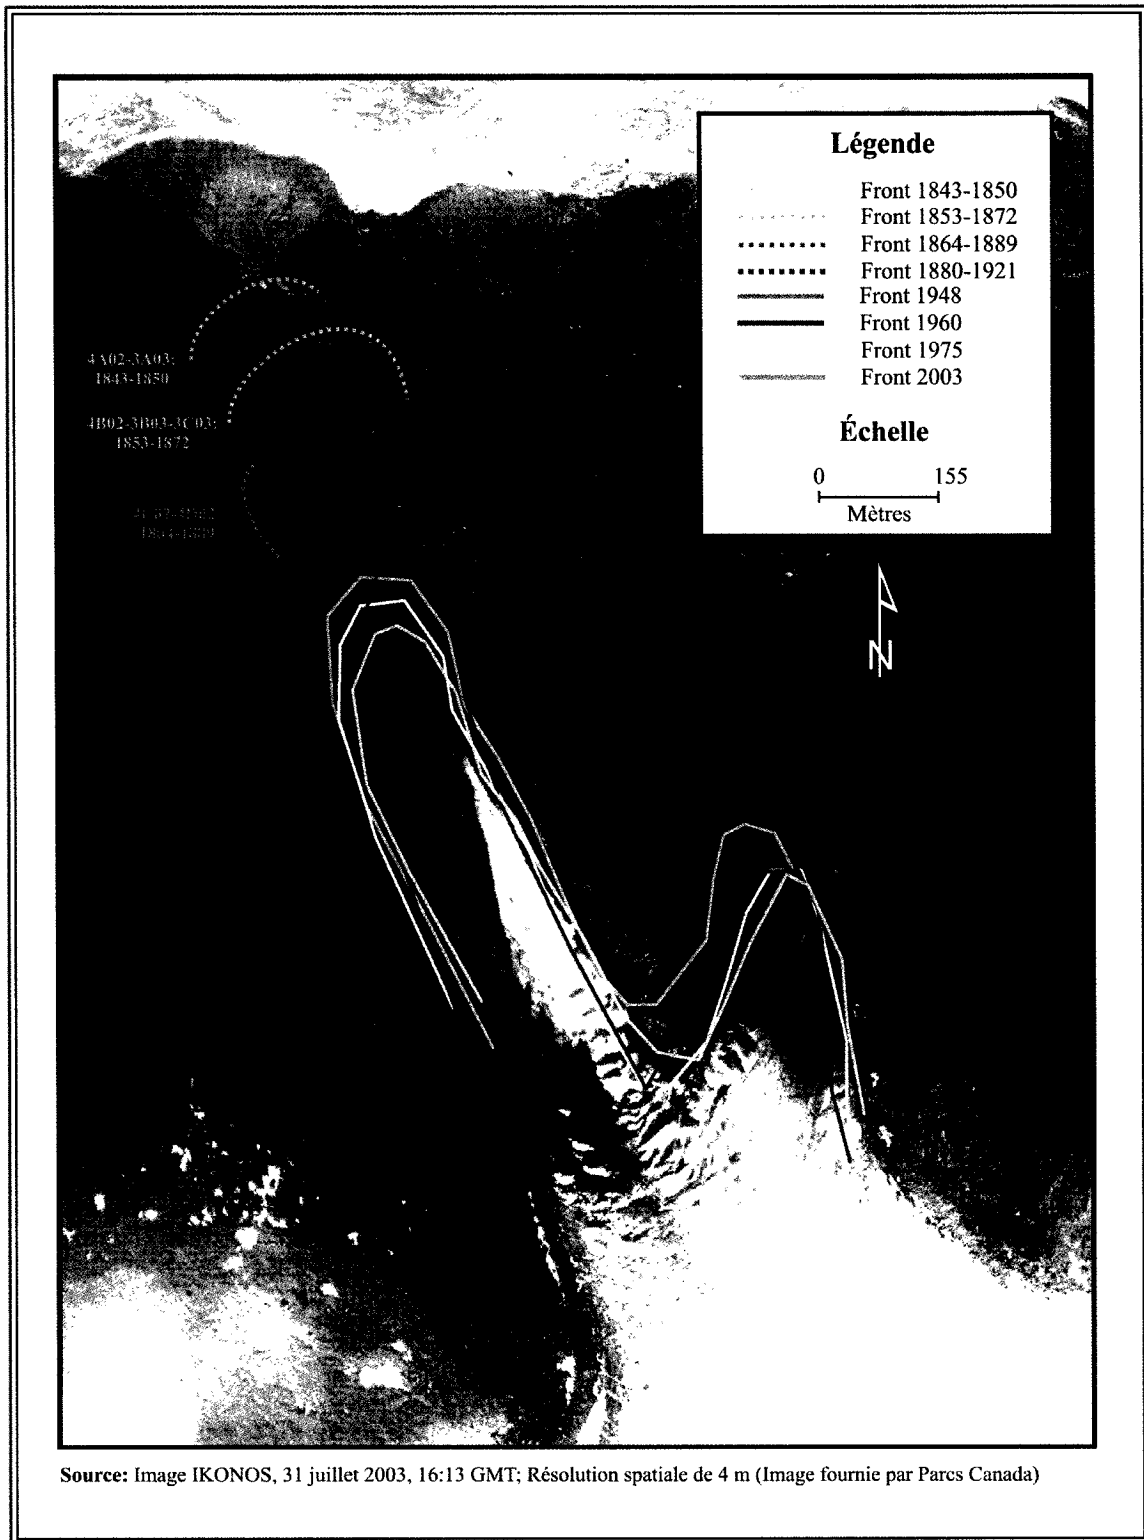 Légende
Front 1843-1850
Front 1853-1872
Front 1864-1889
Front 1880-1921
Front 1948
Front 1960
Front 1975
Front 2003
Échelle
0 155
Mètres
4A02-3A03;
1843-1850
4B02-3B03-3C03;
1853-1872
1864-1889
N
Source: Image IKONOS, 31 juillet 2003, 16:13 GMT; Résolution spatiale de 4 m (Image fournie par Parcs Canada)